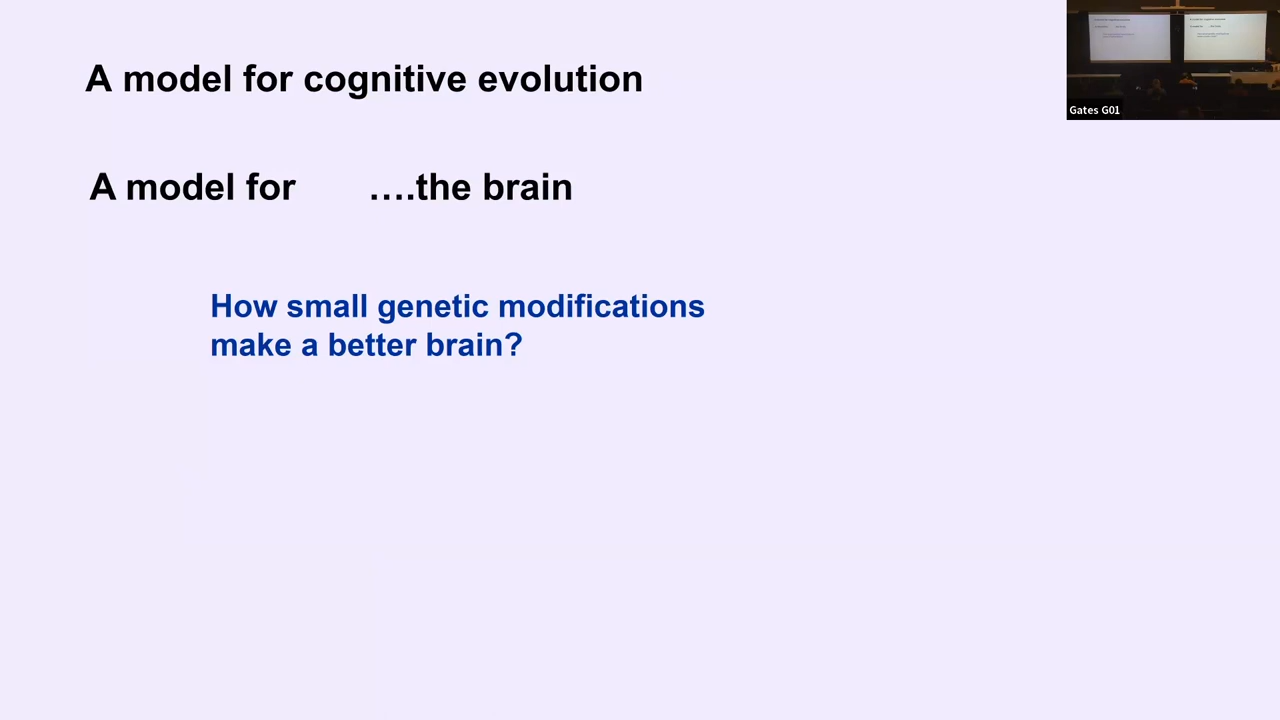 A model for cognitive evolution
A model for ….the brain
How small genetic modifications
make a better brain?
Gates G01